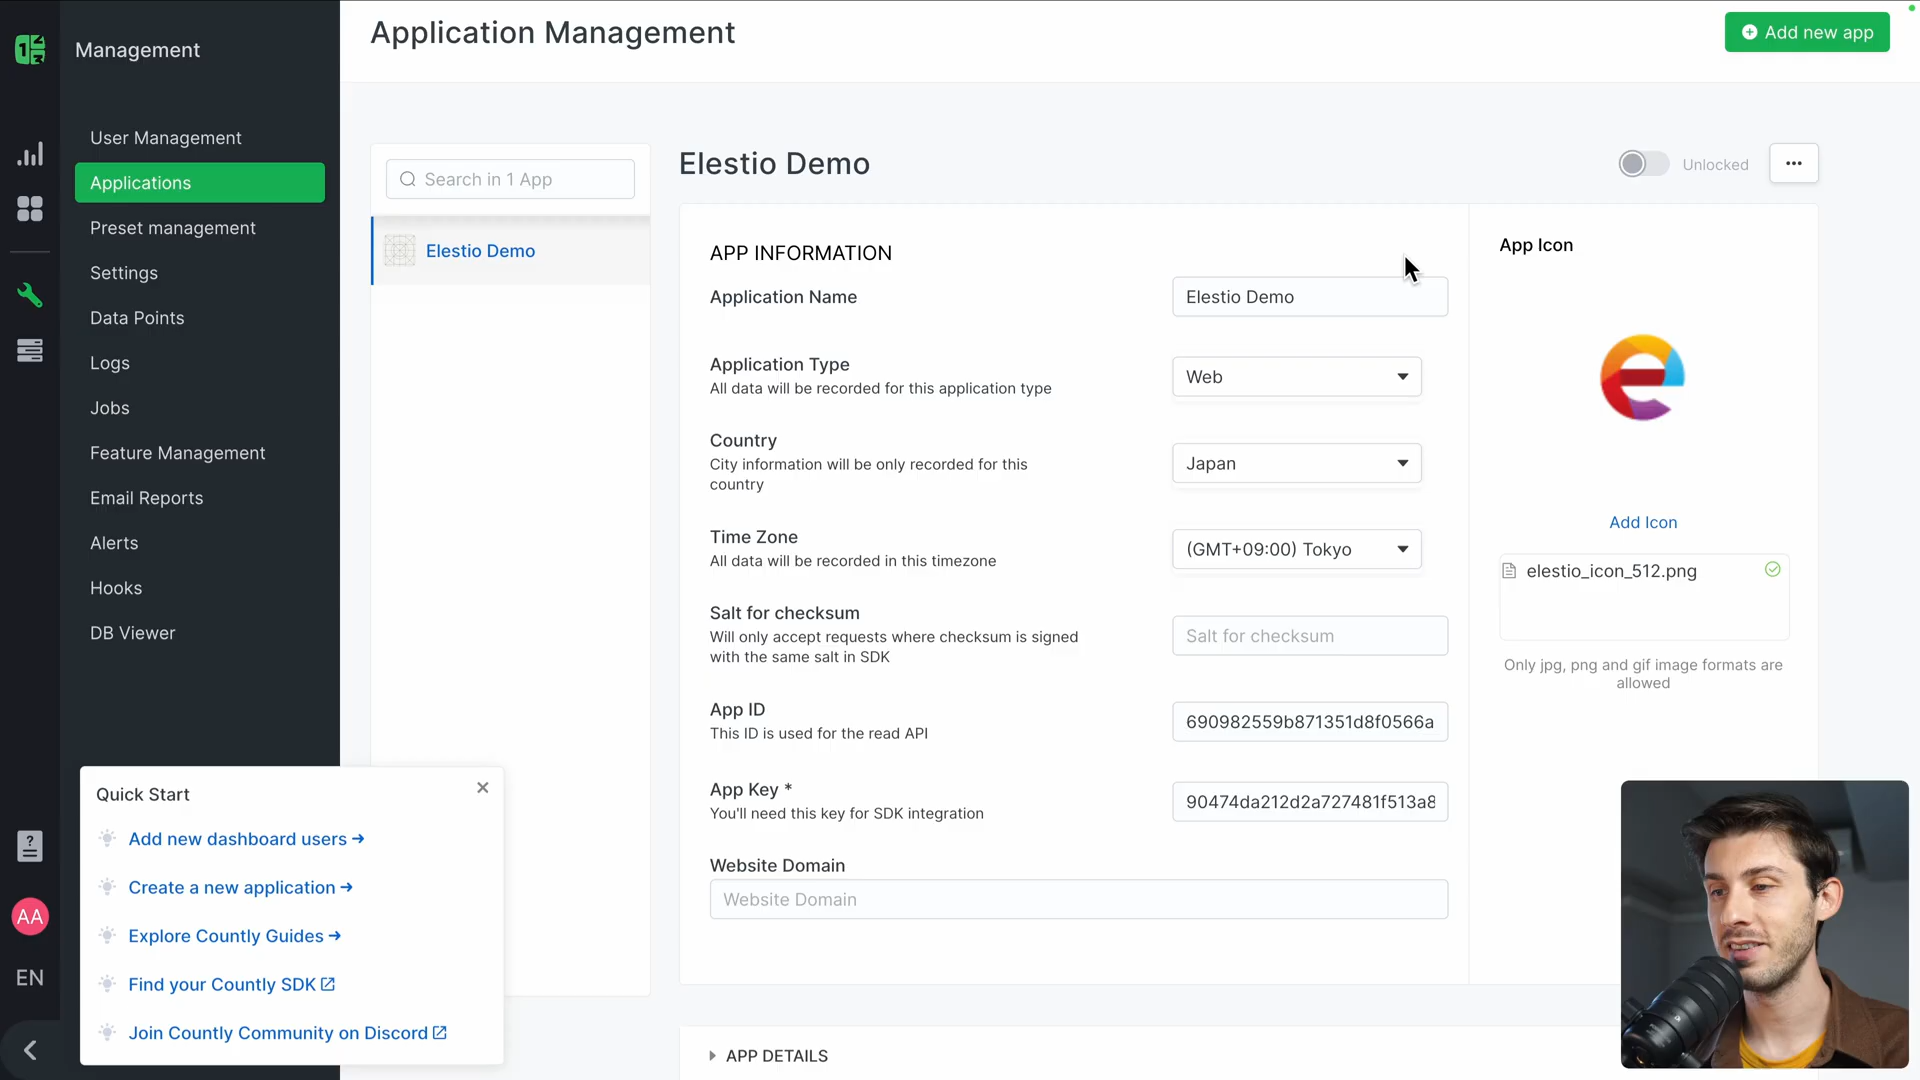 Management
User Management
Applications
Preset management
Settings
Data Points
Logs
Jobs
Feature Management
Email Reports
Alerts
Hooks
DB Viewer
AA
EN
Quick Start
Add new dashboard users
Create a new application
Explore Countly Guides
Find your Countly SDK
Join Countly Community on Discord
Application Management
Add new app
Search in 1 App
Elestio Demo
Elestio Demo
Unlocked
APP INFORMATION
Application Name
Elestio Demo
Application Type
All data will be recorded for this application type
Web
Country
City information will be only recorded for this
country
Japan
Time Zone
All data will be recorded in this timezone
(GMT+09:00) Tokyo
Salt for checksum
Will only accept requests where checksum is signed
with the same salt in SDK
Salt for checksum
App ID
This ID is used for the read API
690982559b871351d8f0566a
App Key *
You'll need this key for SDK integration
90474da212d2a727481f513a8
Website Domain
Website Domain
APP DETAILS
App Icon
Add Icon
elestio_icon_512.png
Only jpg, png and gif image formats are
allowed